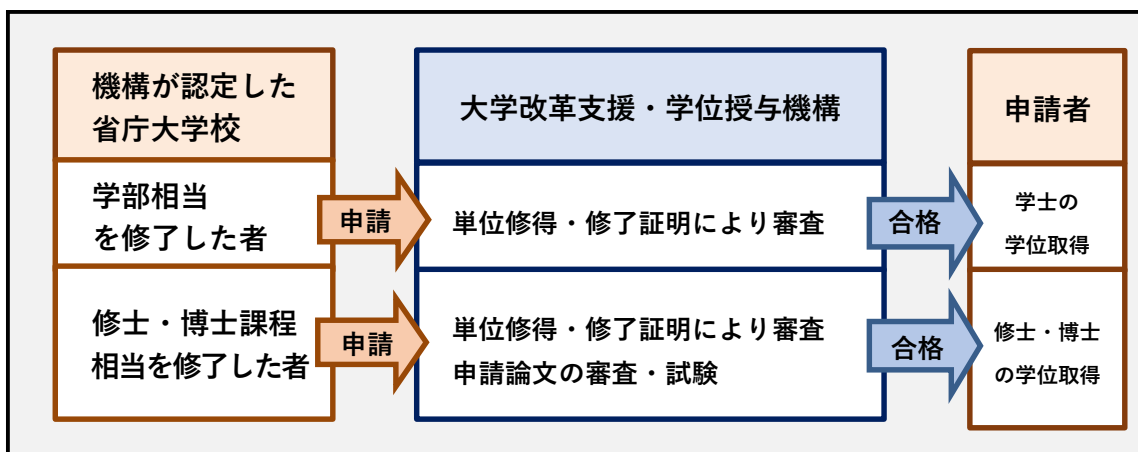 機構が認定した
省庁大学校
大学改革支援・学位授与機構
申請者
学部相当
を修了した者
申請
単位修得・修了証明により審査
合格
学士の
学位取得
修士・博士課程
相当を修了した者
申請
単位修得・修了証明により審査
申請論文の審査・試験
合格
修士・博士
の学位取得